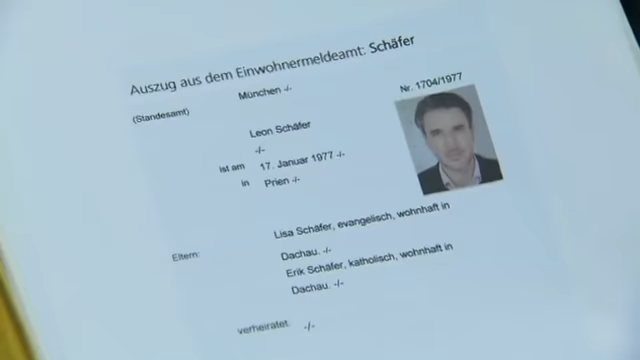 Auszug aus dem Einwohnermeldeamt: Schäfer
München -/-
Nr. 1704/1977
(Standesamt)
Leon Schäfer
-/-
ist am 17. Januar 1977 -/-
in Prien -/-
Lisa Schäfer, evangelisch, wohnhaft in
Eltern:
Dachau. -/-
Erik Schäfer, katholisch, wohnhaft in
Dachau. -/-
verheiratet: -/-